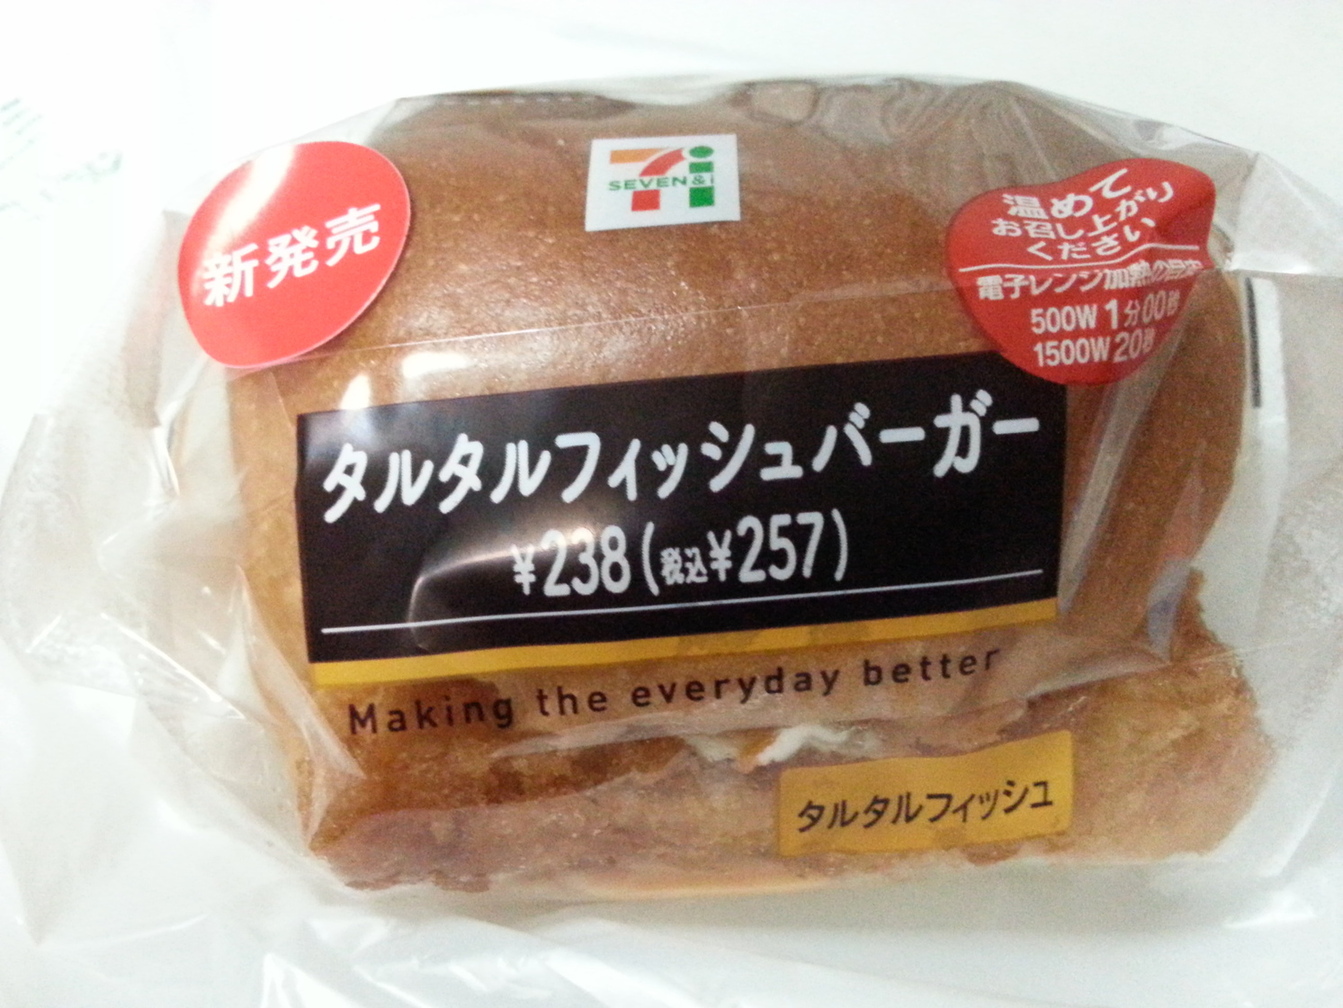 新発売
SEVEN&i
温めて
お召し上がり
ください
電子レンジ加熱の目安
500W 1分00秒
1500W 20秒
タルタルフィッシュバーガー
¥238(税込¥257)
Making the everyday better
タルタルフィッシュ